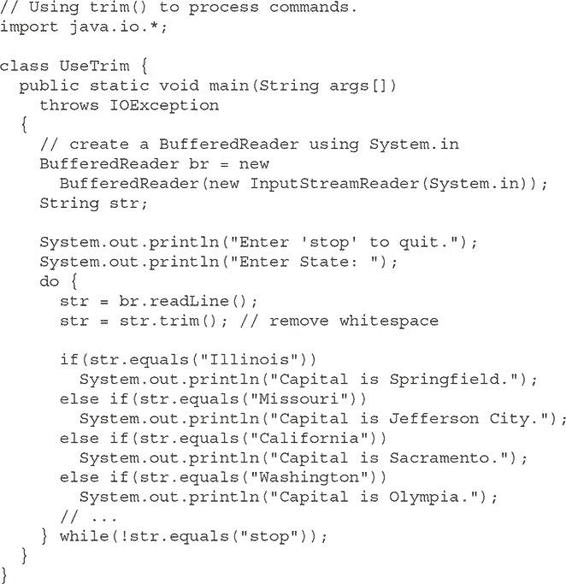 // Using trim() to process commands.
import java.io.*;

class UseTrim {
  public static void main(String args[])
    throws IOException
  {
    // create a BufferedReader using System.in
    BufferedReader br = new
      BufferedReader(new InputStreamReader(System.in));
    String str;

    System.out.println("Enter 'stop' to quit.");
    System.out.println("Enter State: ");
    do {
      str = br.readLine();
      str = str.trim(); // remove whitespace

      if(str.equals("Illinois"))
        System.out.println("Capital is Springfield.");
      else if(str.equals("Missouri"))
        System.out.println("Capital is Jefferson City.");
      else if(str.equals("California"))
        System.out.println("Capital is Sacramento.");
      else if(str.equals("Washington"))
        System.out.println("Capital is Olympia.");
      // ...
    } while(!str.equals("stop"));
  }
}